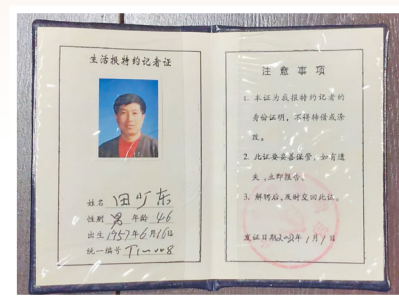 生活报特约记者证
姓名 田少东
性别 男 年龄 46
出生 1957年6月16日
统一编号
注意事项
1. 本证为我报特约记者的
身份证明，不得转借或涂
改。
2. 此证妥善保管，如有遗
失，立即报告。
3. 解聘后，及时交回此证。
发证日期2002年1月1日